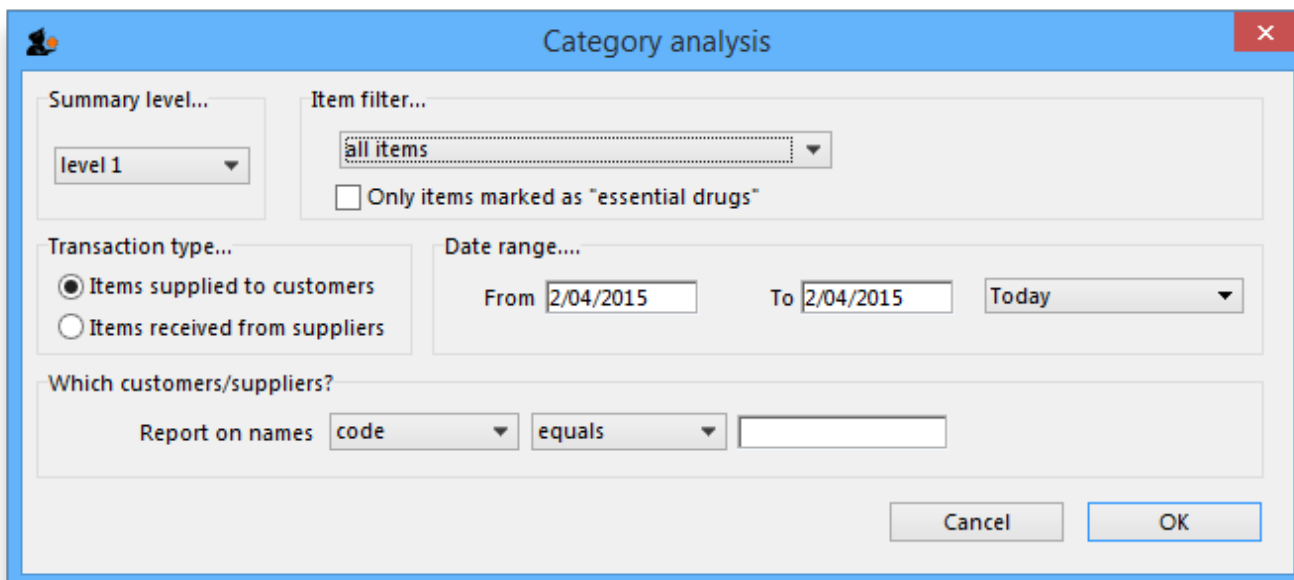 Category analysis
Summary level...
Item filter...
level 1
all items
Only items marked as "essential drugs"
Transaction type...
Date range....
Items supplied to customers
Items received from suppliers
From 2/04/2015 To 2/04/2015 Today
Which customers/suppliers?
Report on names code equals
Cancel OK